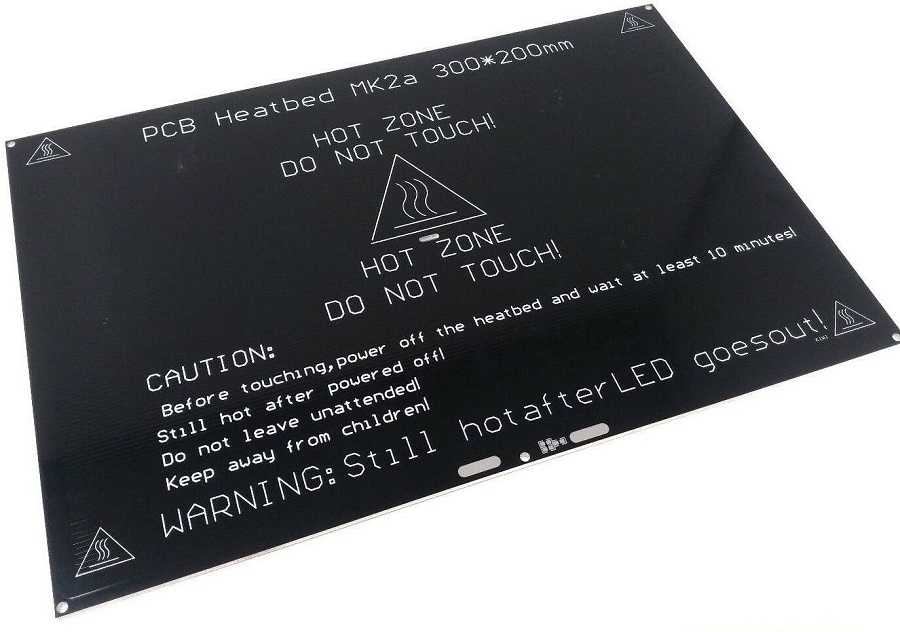 PCB Heatbed MK2a 300*200mm
HOT ZONE
DO NOT TOUCH!
HOT ZONE
DO NOT TOUCH!
CAUTION:
Before touching,power off the heatbed and wait at least 10 minutes!
Still hot after powered off!
Do not leave unattended!
Keep away from children!
WARNING:Still hotafterLED goesout!